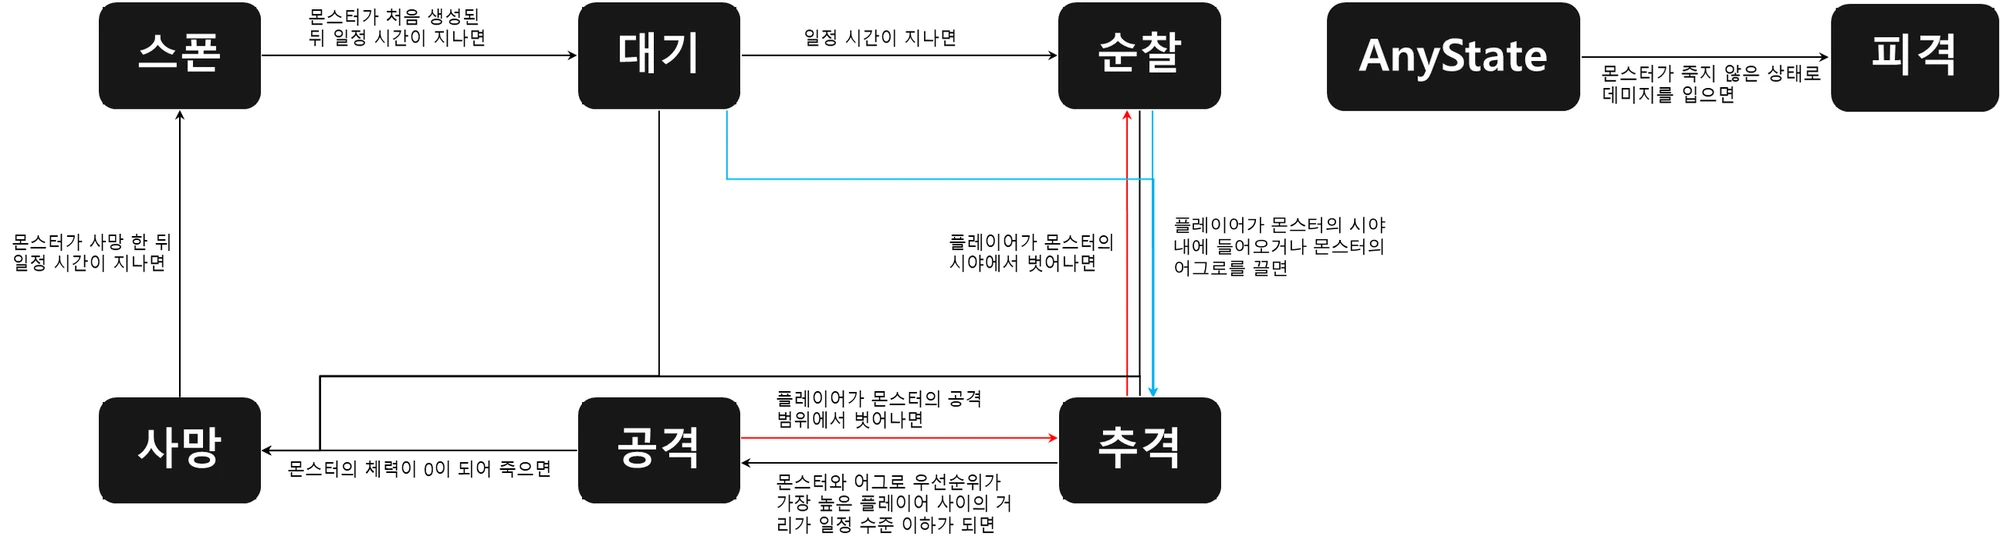 스폰
몬스터가 처음 생성된
뒤 일정 시간이 지나면
대기
일정 시간이 지나면
순찰
AnyState
몬스터가 죽지 않은 상태로
데미지를 입으면
피격
몬스터가 사망 한 뒤
일정 시간이 지나면
플레이어가 몬스터의
시야에서 벗어나면
플레이어가 몬스터의 시야
내에 들어오거나 몬스터의
어그로를 끌면
사망
몬스터의 체력이 0이 되어 죽으면
공격
플레이어가 몬스터의 공격
범위에서 벗어나면
몬스터와 어그로 우선순위가
가장 높은 플레이어 사이의 거
리가 일정 수준 이하가 되면
추격